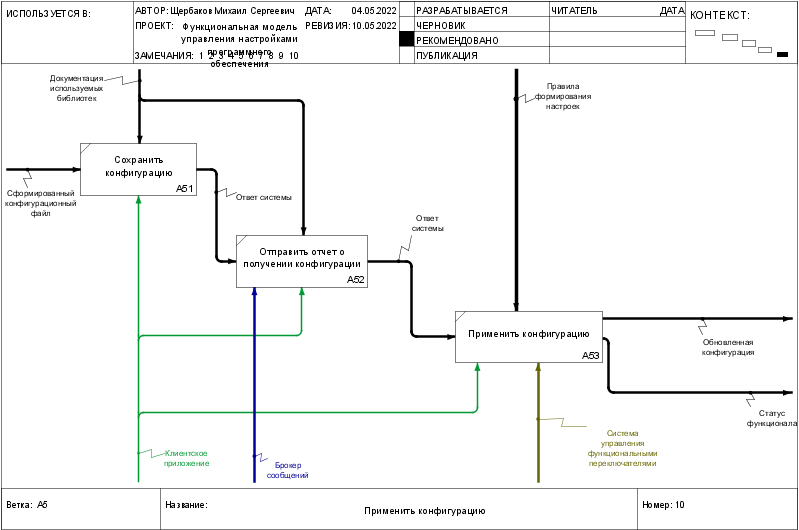 ИСПОЛЬЗУЕТСЯ В:
АВТОР: Щербаков Михаил Сергеевич
ДАТА: 04.05.2022
ПРОЕКТ: Функциональная модель
управления настройками
программного
обеспечения
РЕВИЗИЯ: 10.05.2022
ЗАМЕЧАНИЯ: 1 2 3 4 5 6 7 8 9 10
РАЗРАБАТЫВАЕТСЯ
ЧЕРНОВИК
РЕКОМЕНДОВАНО
ПУБЛИКАЦИЯ
ЧИТАТЕЛЬ
ДАТА
КОНТЕКСТ:
Документация
используемых
библиотек
Правила
формирования
настроек
Сохранить
конфигурацию
A51
Сформированный
конфигурационный
файл
Ответ системы
Ответ
системы
Отправить отчет о
получении конфигурации
A52
Применить конфигурацию
A53
Обновленная
конфигурация
Статус
функционала
Клиентское
приложение
Брокер
сообщений
Система
управления
функциональными
переключателями
Ветка: A5
Название:
Применить конфигурацию
Номер: 10